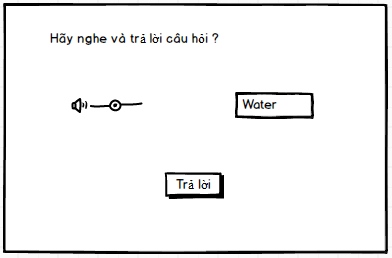 Hãy nghe và trả lời câu hỏi ?
Water
Trả lời